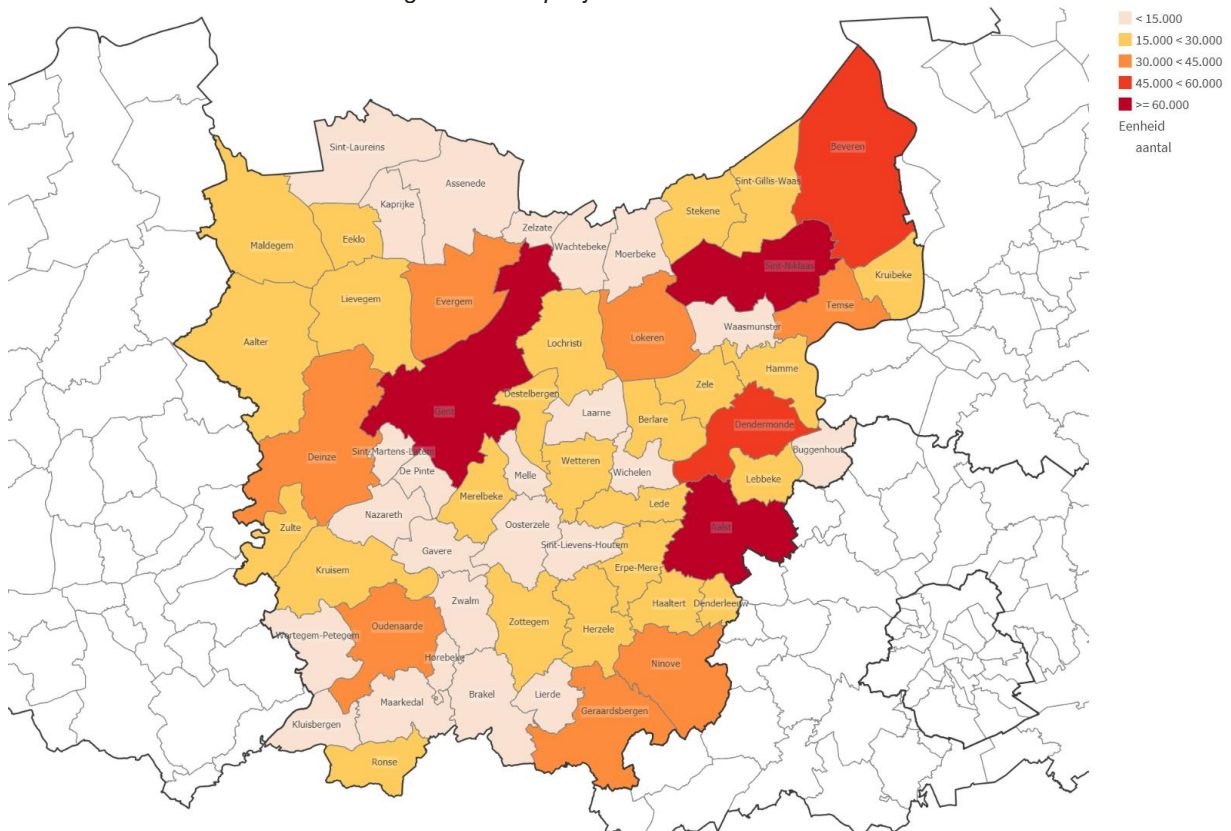 < 15.000
15.000 < 30.000
30.000 < 45.000
45.000 < 60.000
>= 60.000
Eenheid
aantal
Sint-Laureins
Beveren
Assenede
Sint-Gillis-Waas
Kaprijke
Stekene
Zelzate
Eeklo
Maldegem
Wachtebeke
Moerbeke
Sint-Niklaas
Kruibeke
Lievegem
Evergem
Temse
Waasmunster
Aalter
Lochristi
Lokeren
Hamme
Zele
Destelbergen
Laarne
Gent
Berlare
Dendermonde
Sint-Martens-Latem
Buggenhout
Deinze
Wetteren
De Pinte
Wichelen
Melle
Lebbeke
Merelbeke
Lede
Nazareth
Oosterzele
Zulte
Aalst
Sint-Lievens-Houtem
Gavere
Erpe-Mere
Kruisem
Zwalm
Haaltert
Denderleeuw
Zottegem
Oudenaarde
Herzele
Wortegem-Petegem
Horebeke
Ninove
Brakel
Lierde
Maarkedal
Geraardsbergen
Kluisbergen
Ronse